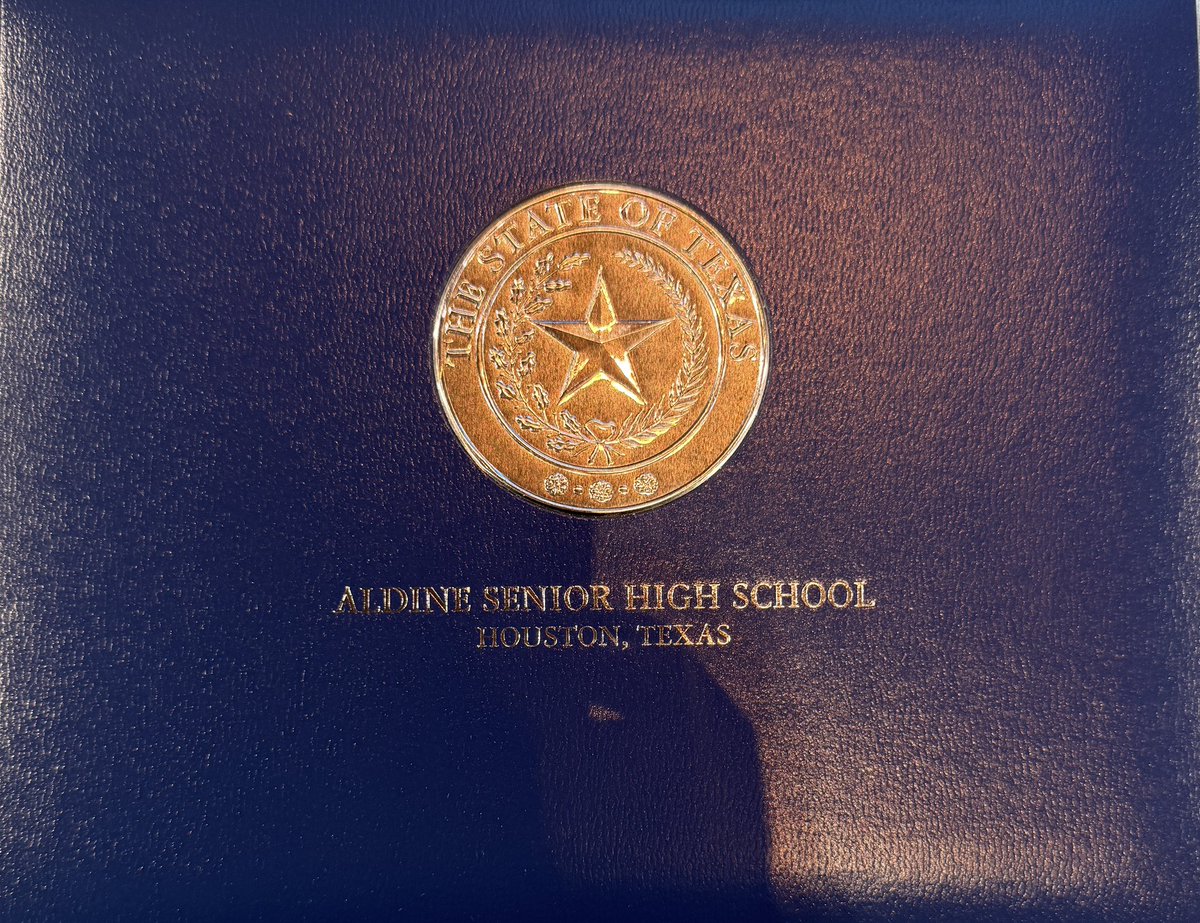 THE STATE OF TEXAS
ALDINE SENIOR HIGH SCHOOL
HOUSTON, TEXAS